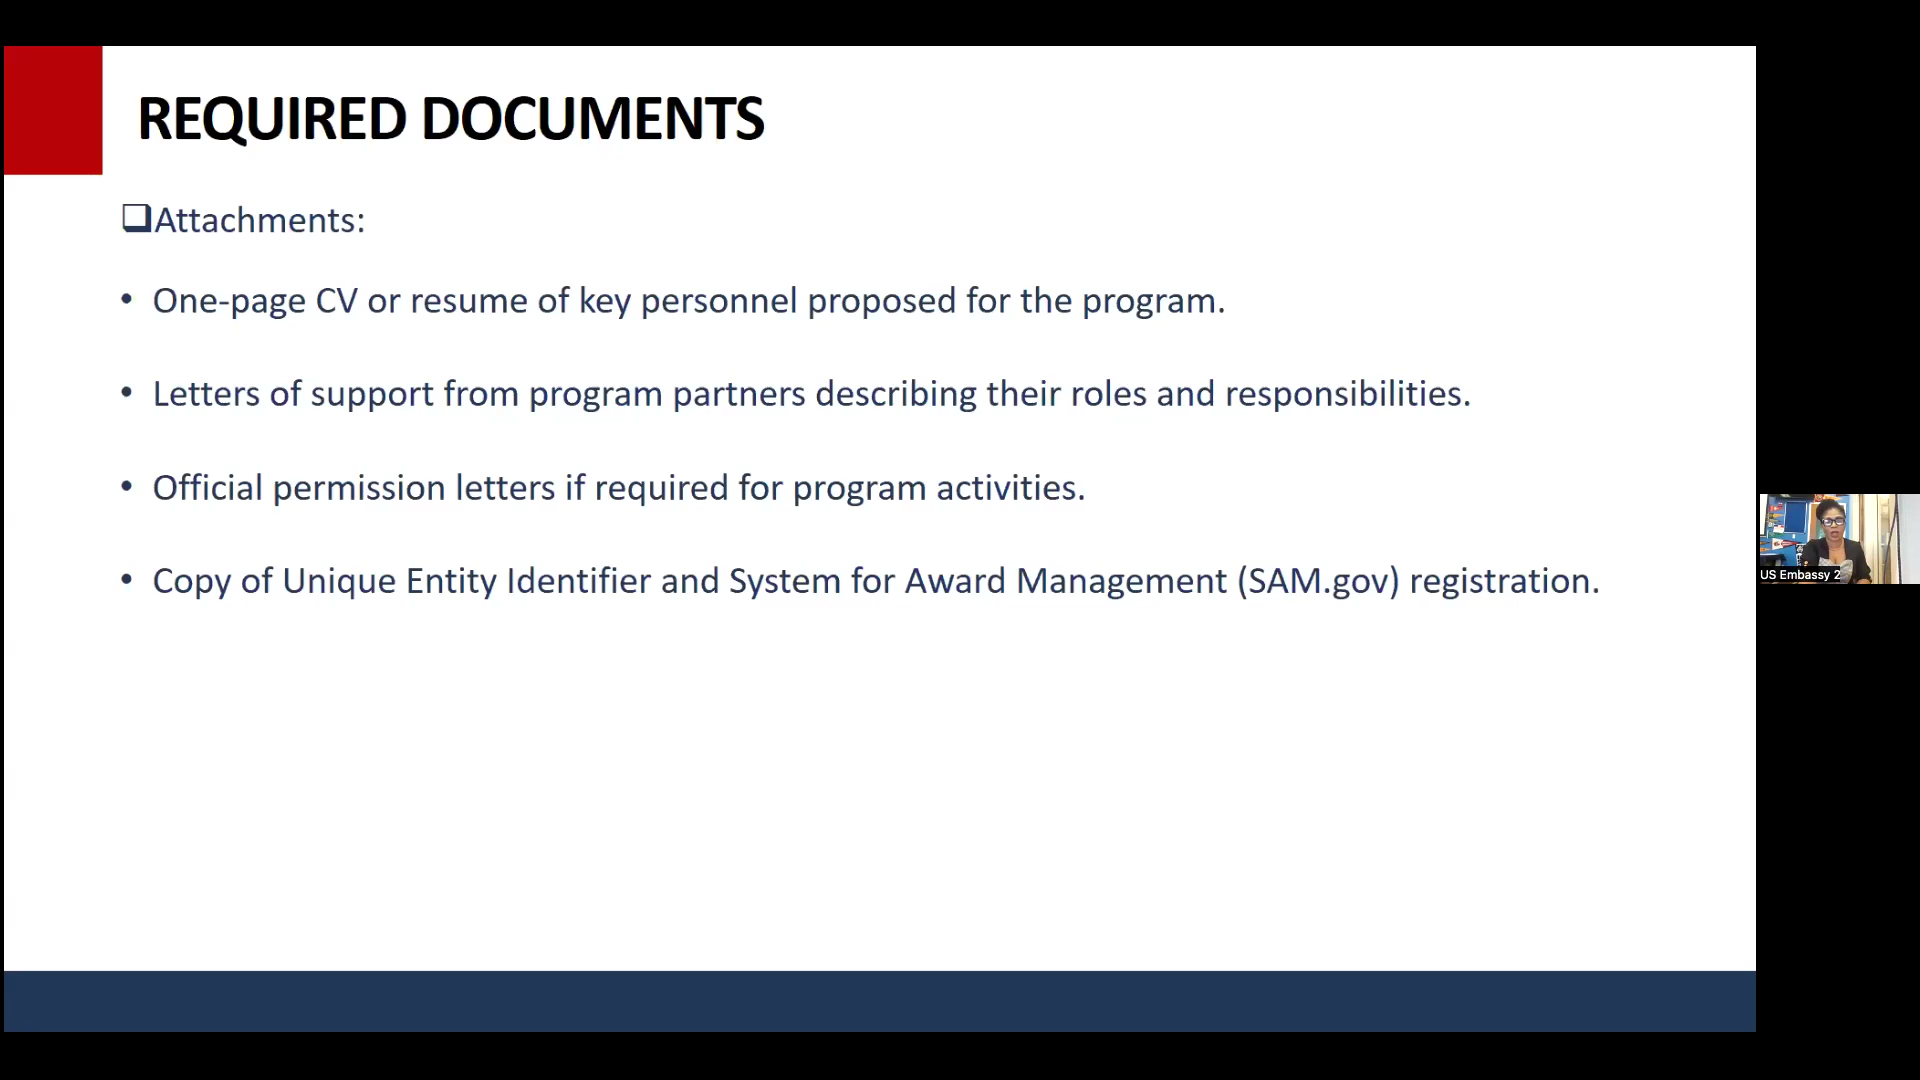 REQUIRED DOCUMENTS
❑Attachments:
• One-page CV or resume of key personnel proposed for the program.
• Letters of support from program partners describing their roles and responsibilities.
• Official permission letters if required for program activities.
• Copy of Unique Entity Identifier and System for Award Management (SAM.gov) registration.
US Embassy 2